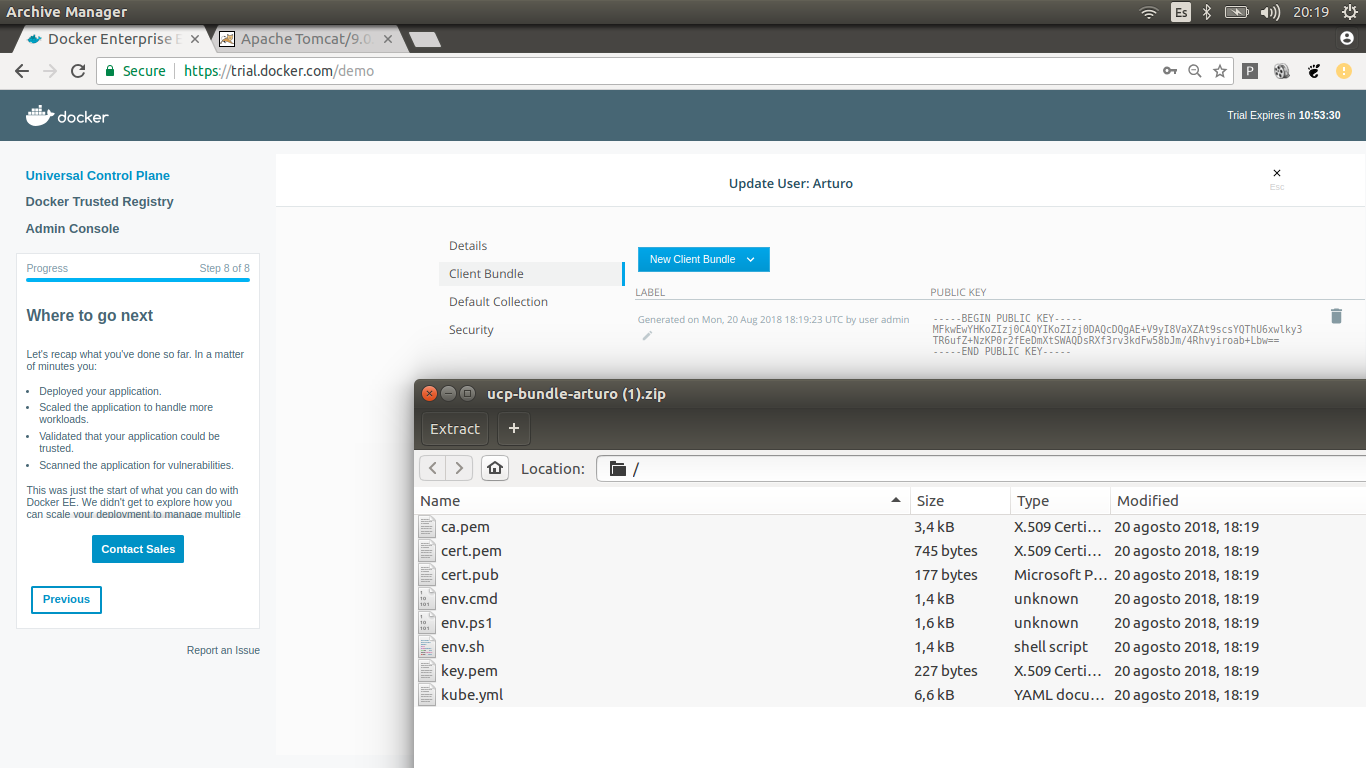 Archive Manager
Es
20:19
Docker Enterprise E
Apache Tomcat/9.0.
Secure
https://trial.docker.com/demo
P
docker
Trial Expires in 10:53:30
Universal Control Plane
Docker Trusted Registry
Admin Console
Progress
Step 8 of 8
Where to go next
Let's recap what you've done so far. In a matter
of minutes you:
• Deployed your application.
• Scaled the application to handle more
workloads.
• Validated that your application could be
trusted.
• Scanned the application for vulnerabilities.
This was just the start of what you can do with
Docker EE. We didn't get to explore how you
can scale your deployment to manage multiple
Contact Sales
Previous
Report an Issue
Update User: Arturo
Esc
Details
Client Bundle
Default Collection
Security
New Client Bundle
LABEL
PUBLIC KEY
Generated on Mon, 20 Aug 2018 18:19:23 UTC by user admin
-----BEGIN PUBLIC KEY-----
MFkwEwYHKoZIzj0CAQYIKoZIzj0DAQcDQgAE+V9yI8VaXZAt9scsYQThU6xwlky3
TR6ufZ+NzKP0r2fEeDmXtSWAQDsRXf3rv3kdFw58bJm/4Rhvyiroab+Lbw==
-----END PUBLIC KEY-----
ucp-bundle-arturo (1).zip
Extract
+
Location:
/
Name
Size
Type
Modified
ca.pem 3,4 kB X.509 Certi… 20 agosto 2018, 18:19
cert.pem 745 bytes X.509 Certi… 20 agosto 2018, 18:19
cert.pub 177 bytes Microsoft P… 20 agosto 2018, 18:19
env.cmd 1,4 kB unknown 20 agosto 2018, 18:19
env.ps1 1,6 kB unknown 20 agosto 2018, 18:19
env.sh 1,4 kB shell script 20 agosto 2018, 18:19
key.pem 227 bytes X.509 Certi… 20 agosto 2018, 18:19
kube.yml 6,6 kB YAML docu… 20 agosto 2018, 18:19